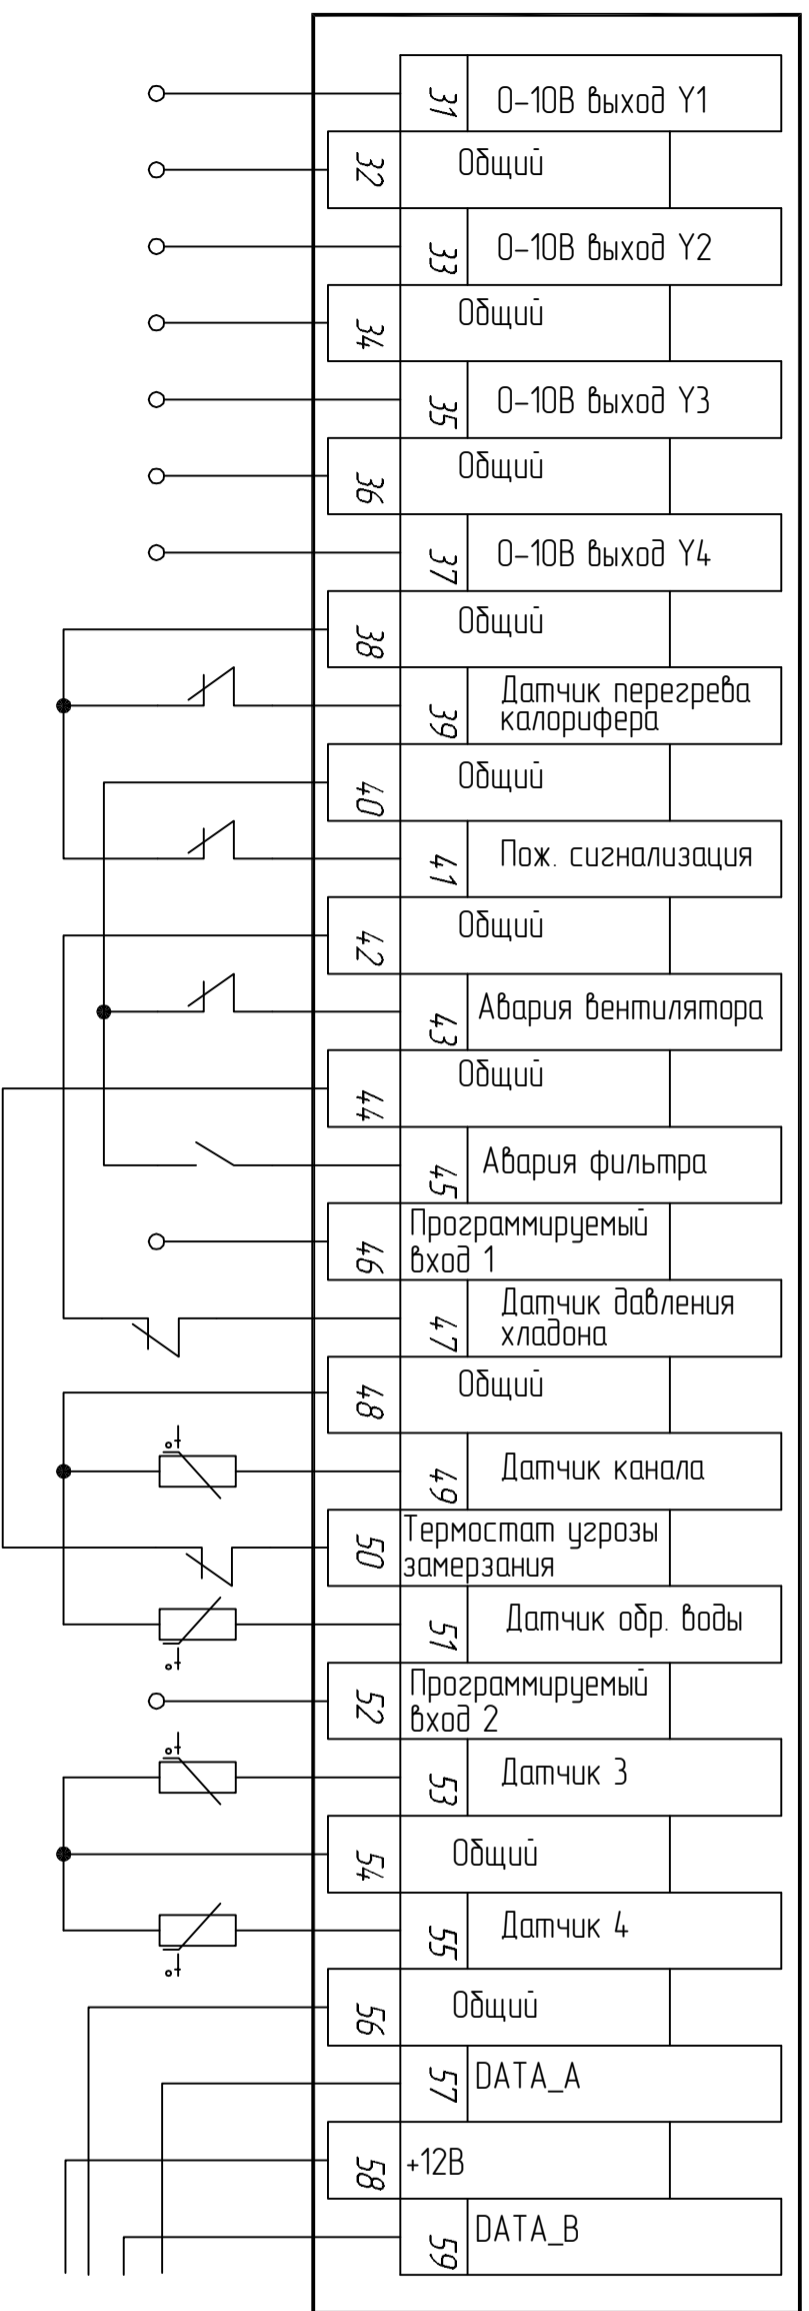 31 0-10В выход Y1
32 Общий
33 0-10В выход Y2
34 Общий
35 0-10В выход Y3
36 Общий
37 0-10В выход Y4
38 Общий
39 Датчик перегрева
калорифера
40 Общий
41 Пож. сигнализация
42 Общий
43 Авария вентилятора
44 Общий
45 Авария фильтра
46 Программируемый
вход 1
47 Датчик давления
хладона
48 Общий
t°
49 Датчик канала
50 Термостат угрозы
замерзания
51 Датчик обр. воды
t°
52 Программируемый
вход 2
t°
53 Датчик 3
54 Общий
55 Датчик 4
t°
56 Общий
57 DATA_A
58 +12В
59 DATA_B